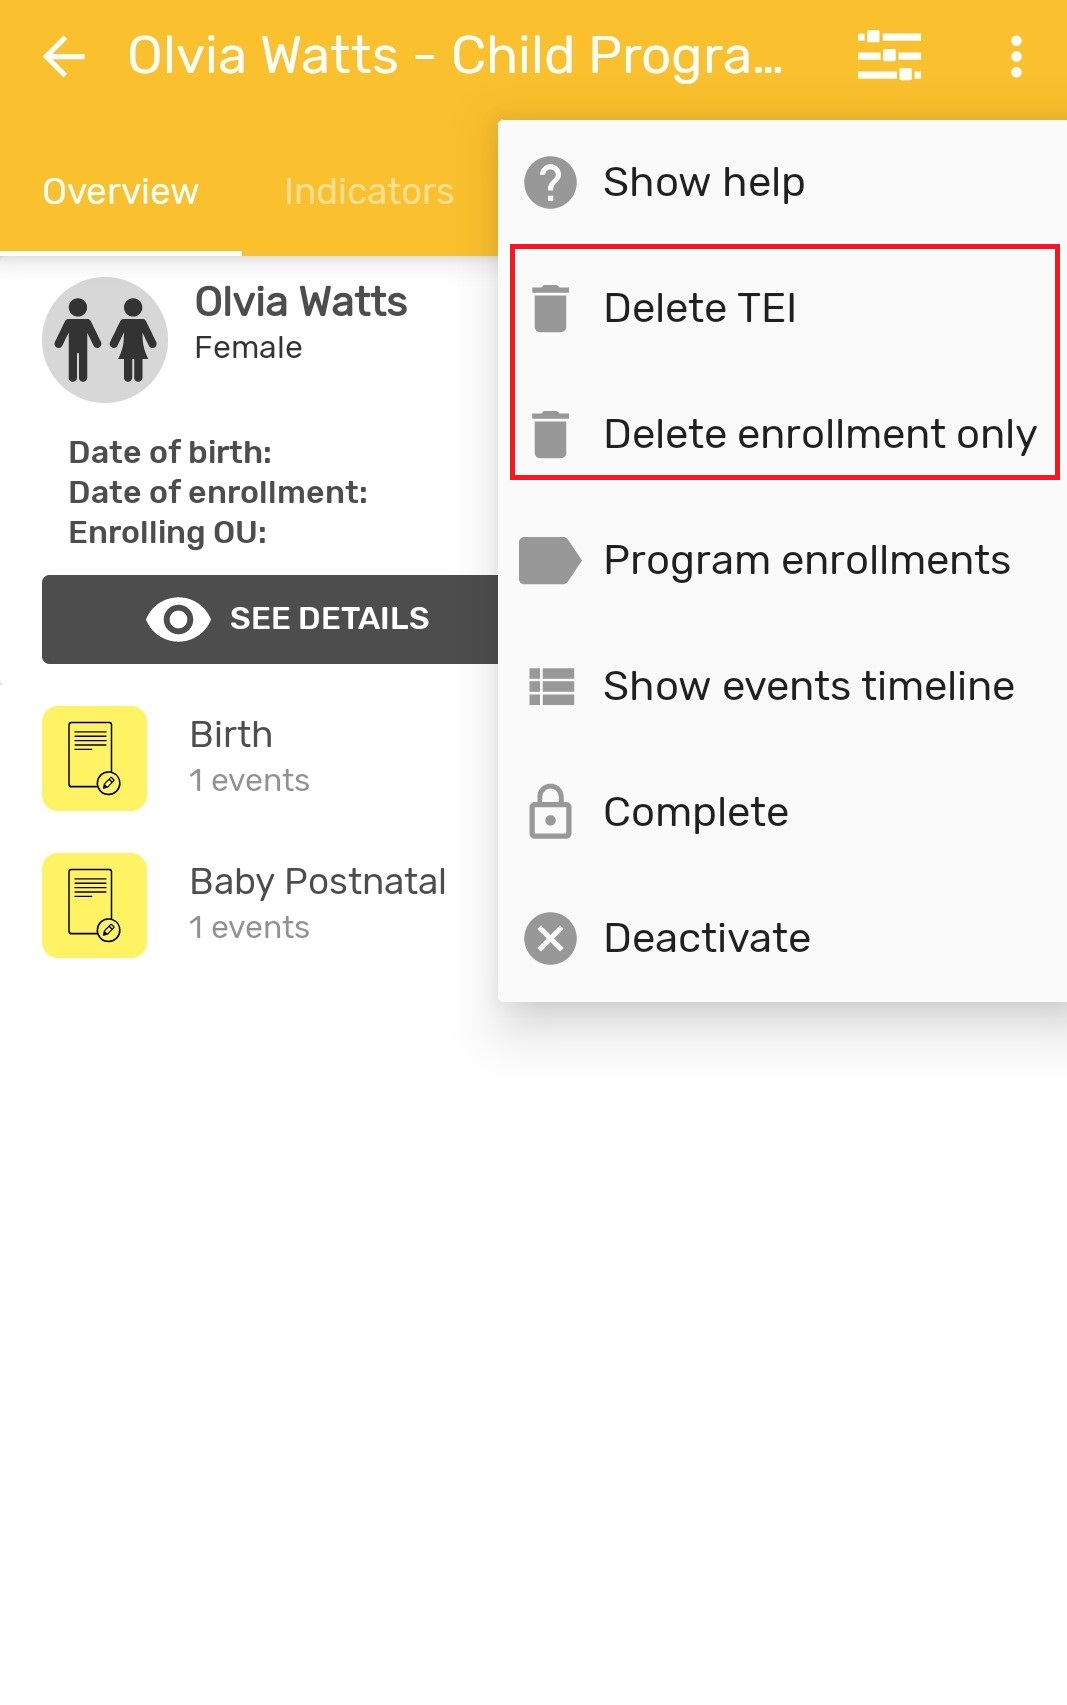 Olvia Watts - Child Progra...
Overview
Indicators
Show help
Delete TEI
Delete enrollment only
Program enrollments
Show events timeline
Complete
Deactivate
Olvia Watts
Female
Date of birth:
Date of enrollment:
Enrolling OU:
SEE DETAILS
Birth
1 events
Baby Postnatal
1 events